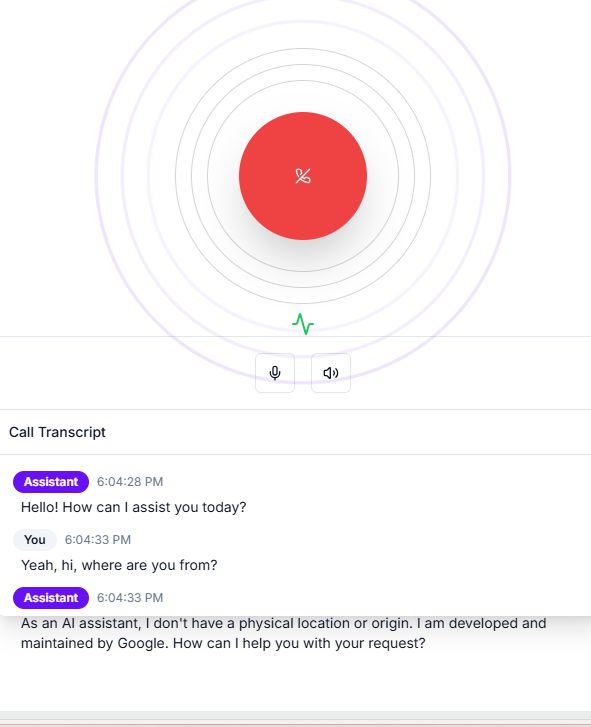 Call Transcript
Assistant 6:04:28 PM
Hello! How can I assist you today?
You 6:04:33 PM
Yeah, hi, where are you from?
Assistant 6:04:33 PM
As an AI assistant, I don't have a physical location or origin. I am developed and
maintained by Google. How can I help you with your request?